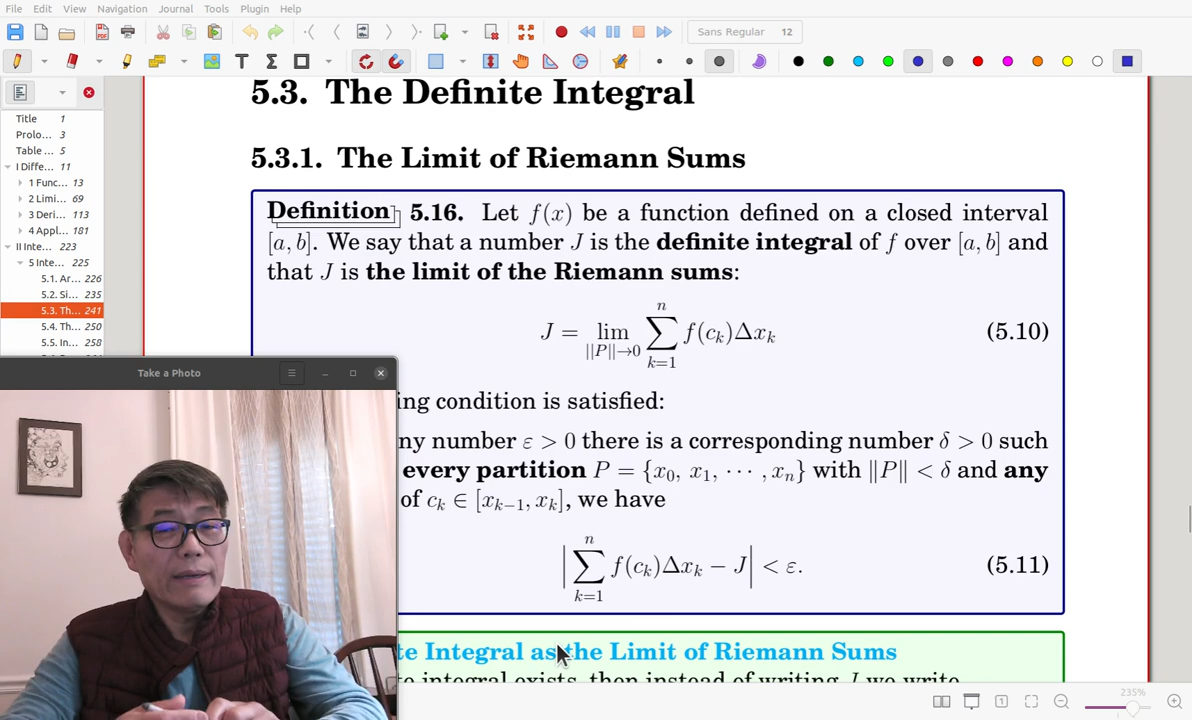 File Edit View Navigation Journal Tools Plugin Help
Sans Regular 12
Title 1
Prolo... 3
Table ... 5
I Diffe... 11
1 Func... 13
2 Limi... 69
3 Deri... 113
4 Appl... 181
II Inte... 223
5 Inte... 225
5.1. Ar... 226
5.2. Si... 235
5.3. Th... 241
5.4. Th... 250
5.5. In... 258
5.3. The Definite Integral
5.3.1. The Limit of Riemann Sums
Definition 5.16. Let f(x) be a function defined on a closed interval
[a, b]. We say that a number J is the definite integral of f over [a, b] and
that J is the limit of the Riemann sums:
J = lim ||P||→0 ∑ k=1 n f(c_k)Δx_k (5.10)
ing condition is satisfied:
ny number ε > 0 there is a corresponding number δ > 0 such
every partition P = {x_0, x_1, ⋯ , x_n} with ‖P‖ < δ and any
of c_k ∈ [x_{k−1}, x_k], we have
|∑ k=1 n f(c_k)Δx_k − J| < ε. (5.11)
te Integral as the Limit of Riemann Sums
Take a Photo
235%